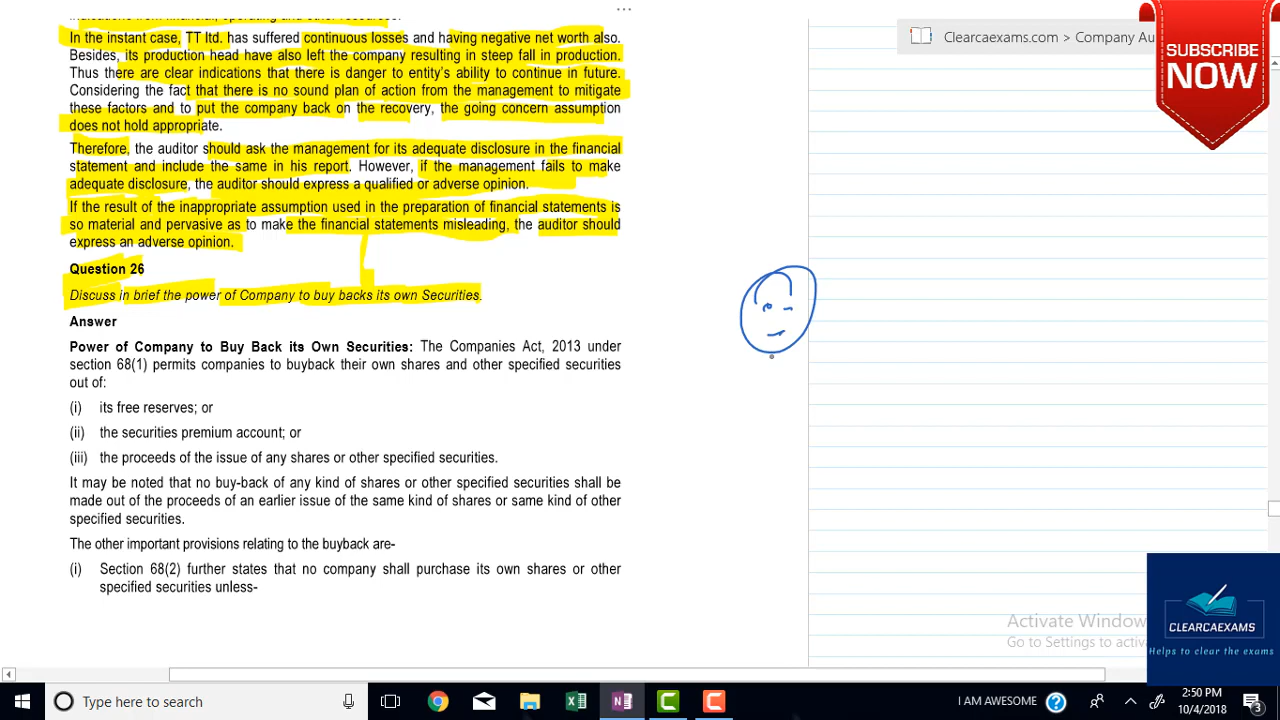 In the instant case, TT ltd. has suffered continuous losses and having negative net worth also.
Besides, its production head have also left the company resulting in steep fall in production.
Thus there are clear indications that there is danger to entity's ability to continue in future.
Considering the fact that there is no sound plan of action from the management to mitigate
these factors and to put the company back on the recovery, the going concern assumption
does not hold appropriate.
Therefore, the auditor should ask the management for its adequate disclosure in the financial
statement and include the same in his report. However, if the management fails to make
adequate disclosure, the auditor should express a qualified or adverse opinion.
If the result of the inappropriate assumption used in the preparation of financial statements is
so material and pervasive as to make the financial statements misleading, the auditor should
express an adverse opinion.
Question 26
Discuss in brief the power of Company to buy backs its own Securities.
Answer
Power of Company to Buy Back its Own Securities: The Companies Act, 2013 under
section 68(1) permits companies to buyback their own shares and other specified securities
out of:
(i) its free reserves; or
(ii) the securities premium account; or
(iii) the proceeds of the issue of any shares or other specified securities.
It may be noted that no buy-back of any kind of shares or other specified securities shall be
made out of the proceeds of an earlier issue of the same kind of shares or same kind of other
specified securities.
The other important provisions relating to the buyback are-
(i) Section 68(2) further states that no company shall purchase its own shares or other
specified securities unless-
Clearcaexams.com > Company Au
SUBSCRIBE
NOW
Activate Window
Go to Settings to activa
CLEARCAEXAMS
Helps to clear the exams
Type here to search
I AM AWESOME
2:50 PM
10/4/2018
3